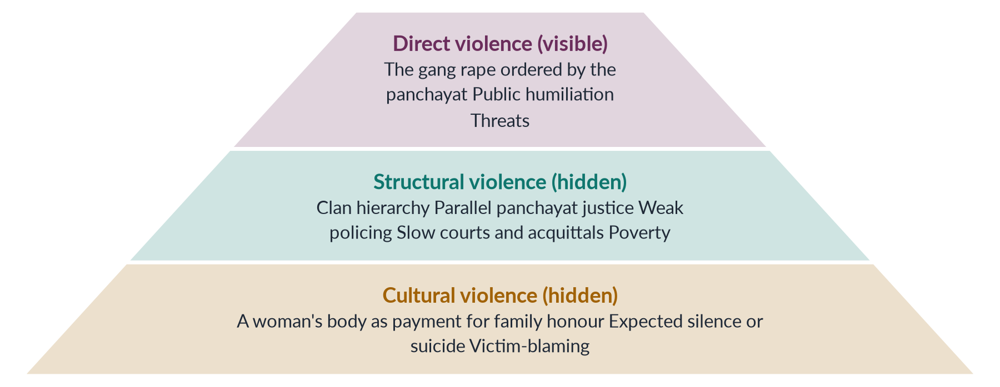 Direct violence (visible)
The gang rape ordered by the
panchayat Public humiliation
Threats
Structural violence (hidden)
Clan hierarchy Parallel panchayat justice Weak
policing Slow courts and acquittals Poverty
Cultural violence (hidden)
A woman's body as payment for family honour Expected silence or
suicide Victim-blaming